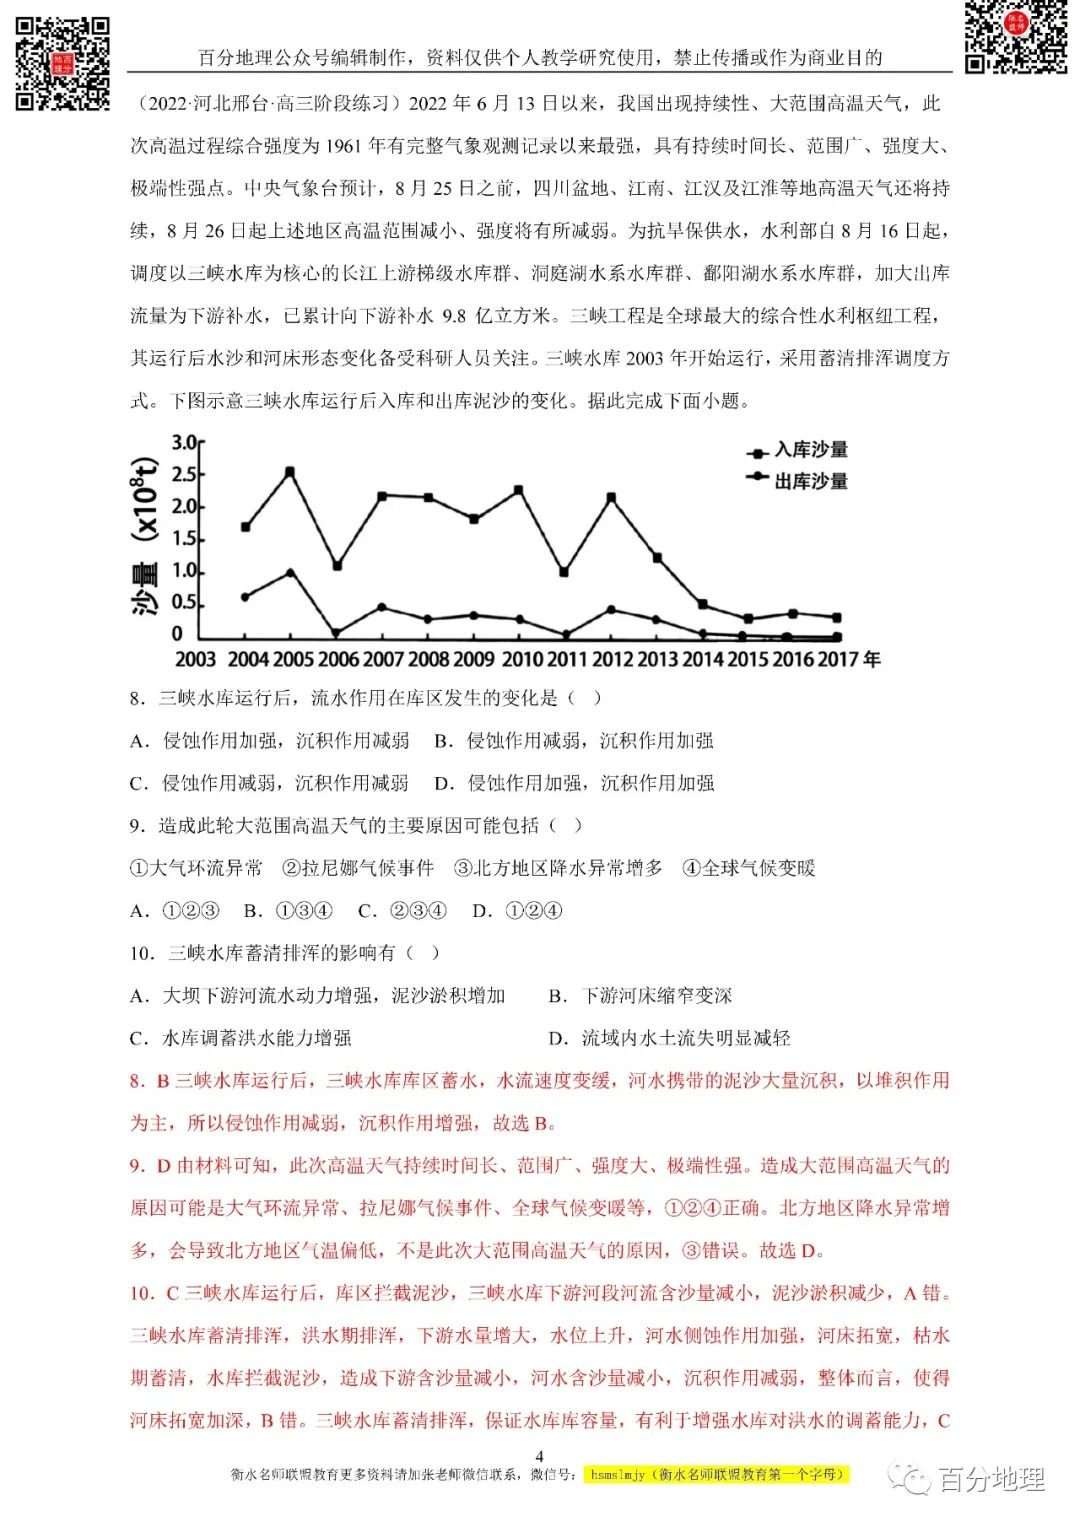 百分地理公众号编辑制作，资料仅供个人教学研究使用，禁止传播或作为商业目的
（2022·河北邢台·高三阶段练习）2022 年 6 月 13 日以来，我国出现持续性、大范围高温天气，此
次高温过程综合强度为 1961 年有完整气象观测记录以来最强，具有持续时间长、范围广、强度大、
极端性强点。中央气象台预计，8 月 25 日之前，四川盆地、江南、江汉及江淮等地高温天气还将持
续，8 月 26 日起上述地区高温范围减小、强度将有所减弱。为抗旱保供水，水利部自 8 月 16 日起，
调度以三峡水库为核心的长江上游梯级水库群、洞庭湖水系水库群、鄱阳湖水系水库群，加大出库
流量为下游补水，已累计向下游补水 9.8 亿立方米。三峡工程是全球最大的综合性水利枢纽工程，
其运行后水沙和河床形态变化备受科研人员关注。三峡水库 2003 年开始运行，采用蓄清排浑调度方
式。下图示意三峡水库运行后入库和出库泥沙的变化。据此完成下面小题。
沙量（x10⁸t）
3.0
2.5
2.0
1.5
1.0
0.5
0
入库沙量
出库沙量
2003 2004 2005 2006 2007 2008 2009 2010 2011 2012 2013 2014 2015 2016 2017 年
8．三峡水库运行后，流水作用在库区发生的变化是（ ）
A．侵蚀作用加强，沉积作用减弱 B．侵蚀作用减弱，沉积作用加强
C．侵蚀作用减弱，沉积作用减弱 D．侵蚀作用加强，沉积作用加强
9．造成此轮大范围高温天气的主要原因可能包括（ ）
①大气环流异常 ②拉尼娜气候事件 ③北方地区降水异常增多 ④全球气候变暖
A．①②③ B．①③④ C．②③④ D．①②④
10．三峡水库蓄清排浑的影响有（ ）
A．大坝下游河流水动力增强，泥沙淤积增加 B．下游河床缩窄变深
C．水库调蓄洪水能力增强 D．流域内水土流失明显减轻
8．B 三峡水库运行后，三峡水库库区蓄水，水流速度变缓，河水携带的泥沙大量沉积，以堆积作用
为主，所以侵蚀作用减弱，沉积作用增强，故选 B。
9．D 由材料可知，此次高温天气持续时间长、范围广、强度大、极端性强。造成大范围高温天气的
原因可能是大气环流异常、拉尼娜气候事件、全球气候变暖等，①②④正确。北方地区降水异常增
多，会导致北方地区气温偏低，不是此次大范围高温天气的原因，③错误。故选 D。
10．C 三峡水库运行后，库区拦截泥沙，三峡水库下游河段河流含沙量减小，泥沙淤积减少，A 错。
三峡水库蓄清排浑，洪水期排浑，下游水量增大，水位上升，河水侧蚀作用加强，河床拓宽，枯水
期蓄清，水库拦截泥沙，造成下游含沙量减小，河水含沙量减小，沉积作用减弱，整体而言，使得
河床拓宽加深，B 错。三峡水库蓄清排浑，保证水库库容量，有利于增强水库对洪水的调蓄能力，C
4
衡水名师联盟教育更多资料请加张老师微信联系，微信号：hsmslmjy（衡水名师联盟教育第一个字母）
百分地理